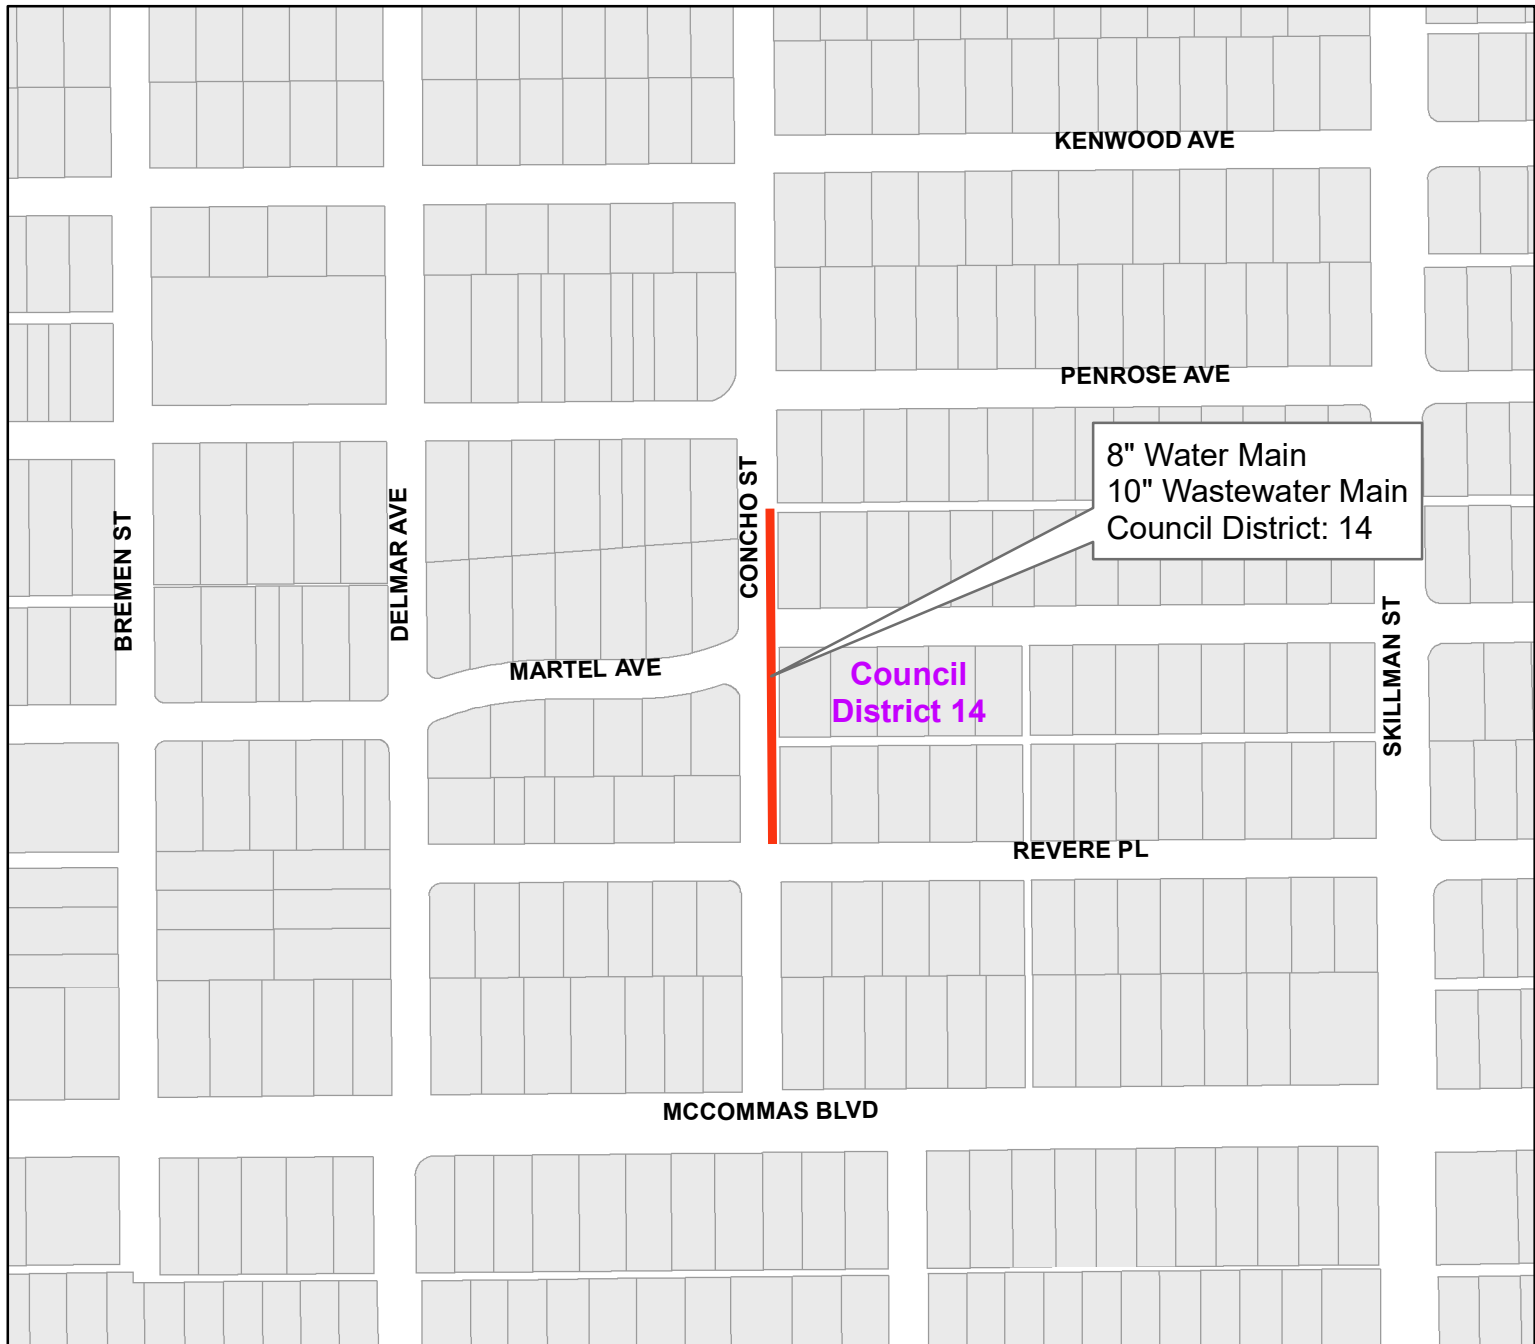 KENWOOD AVE
PENROSE AVE
8" Water Main
10" Wastewater Main
Council District: 14
CONCHO ST
DELMAR AVE
BREMEN ST
SKILLMAN ST
MARTEL AVE
Council
District 14
REVERE PL
MCCOMMAS BLVD